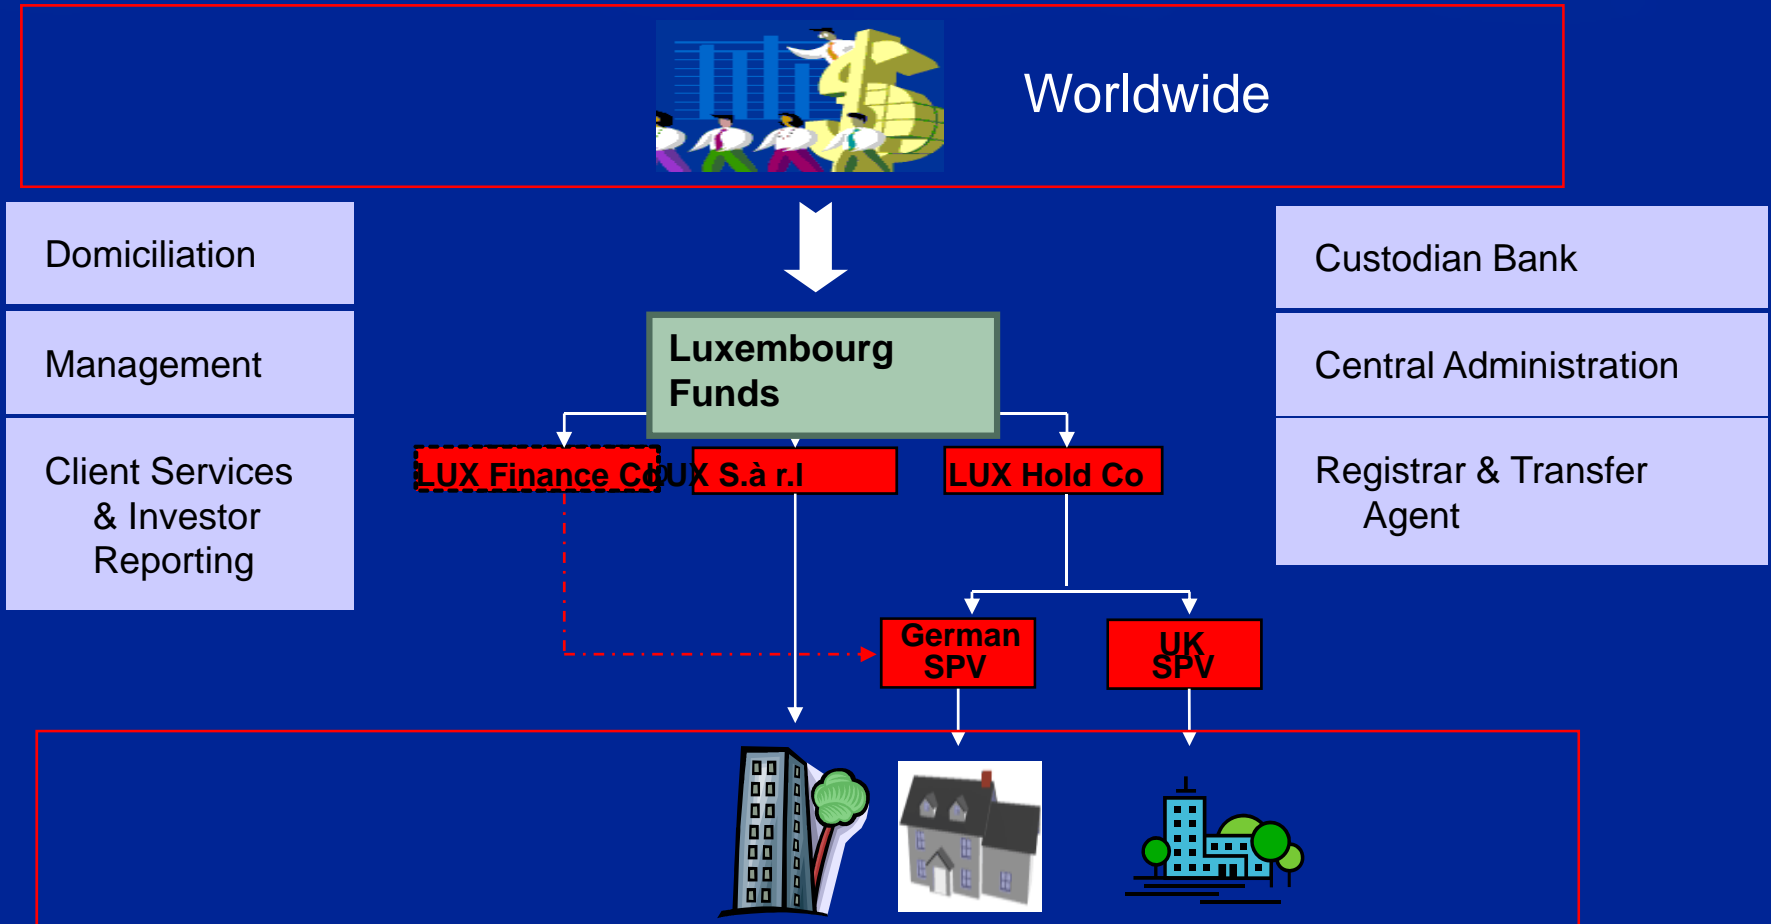 Worldwide
Domiciliation
Management
Client Services
& Investor
Reporting
Custodian Bank
Central Administration
Registrar & Transfer
Agent
Luxembourg
Funds
LUX Finance Co
LUX S.à r.l
LUX Hold Co
German
SPV
UK
SPV